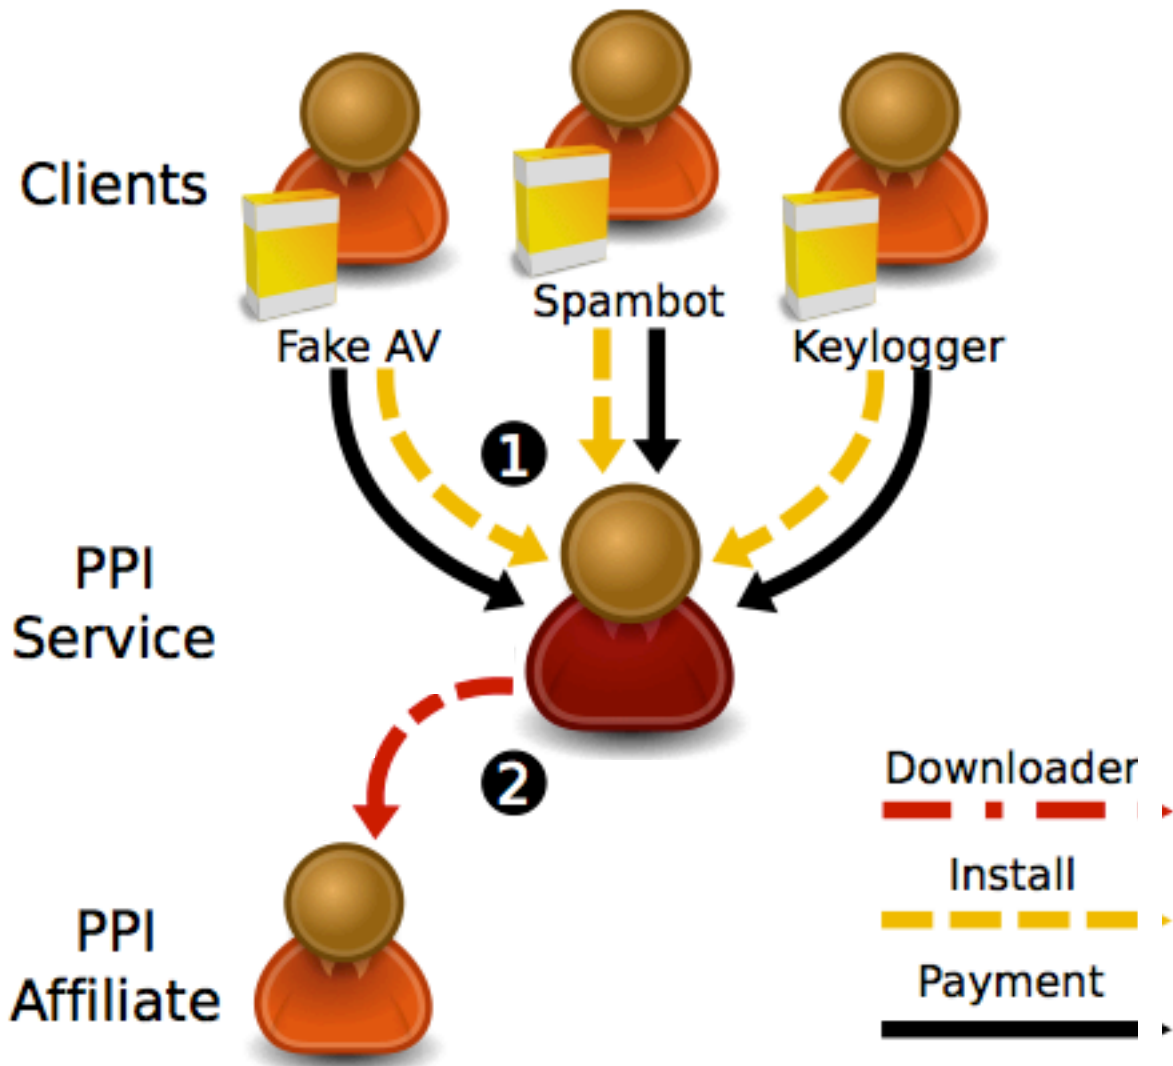 Clients
Spambot
Fake AV
Keylogger
1
PPI
Service
2
Downloader
Install
PPI
Affiliate
Payment